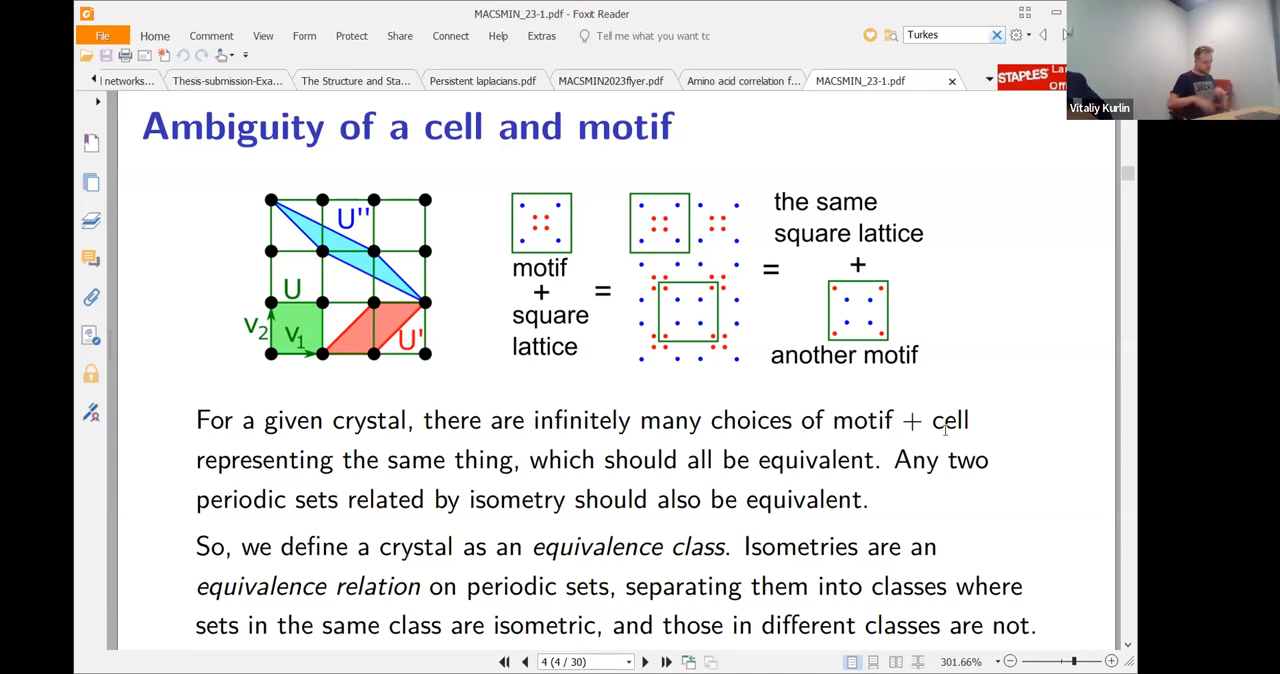 MACSMIN_23-1.pdf - Foxit Reader
File Home Comment View Form Protect Share Connect Help Extras Tell me what you want tc Turkes
l networks... Thesis-submission-Exa... The Structure and Sta... Persistent laplacians.pdf MACSMIN2023flyer.pdf Amino acid correlation f... MACSMIN_23-1.pdf
STAPLES
Vitaliy Kurlin
Ambiguity of a cell and motif
U''
U
V2
V1
U'
motif
+
square
lattice
=
=
the same
square lattice
+
another motif
For a given crystal, there are infinitely many choices of motif + cell
representing the same thing, which should all be equivalent. Any two
periodic sets related by isometry should also be equivalent.
So, we define a crystal as an equivalence class. Isometries are an
equivalence relation on periodic sets, separating them into classes where
sets in the same class are isometric, and those in different classes are not.
4 (4 / 30)
301.66%